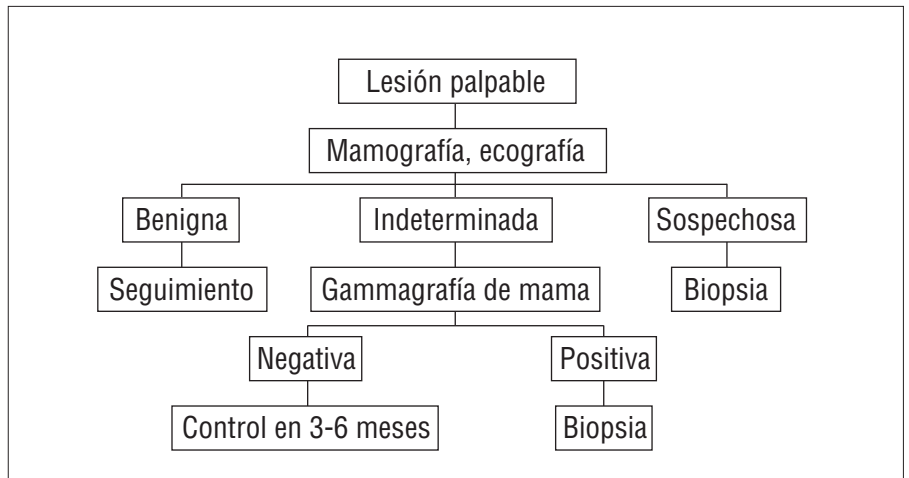 Lesión palpable
Mamografía, ecografía
Benigna
Indeterminada
Sospechosa
Seguimiento
Gammagrafía de mama
Biopsia
Negativa
Positiva
Control en 3-6 meses
Biopsia